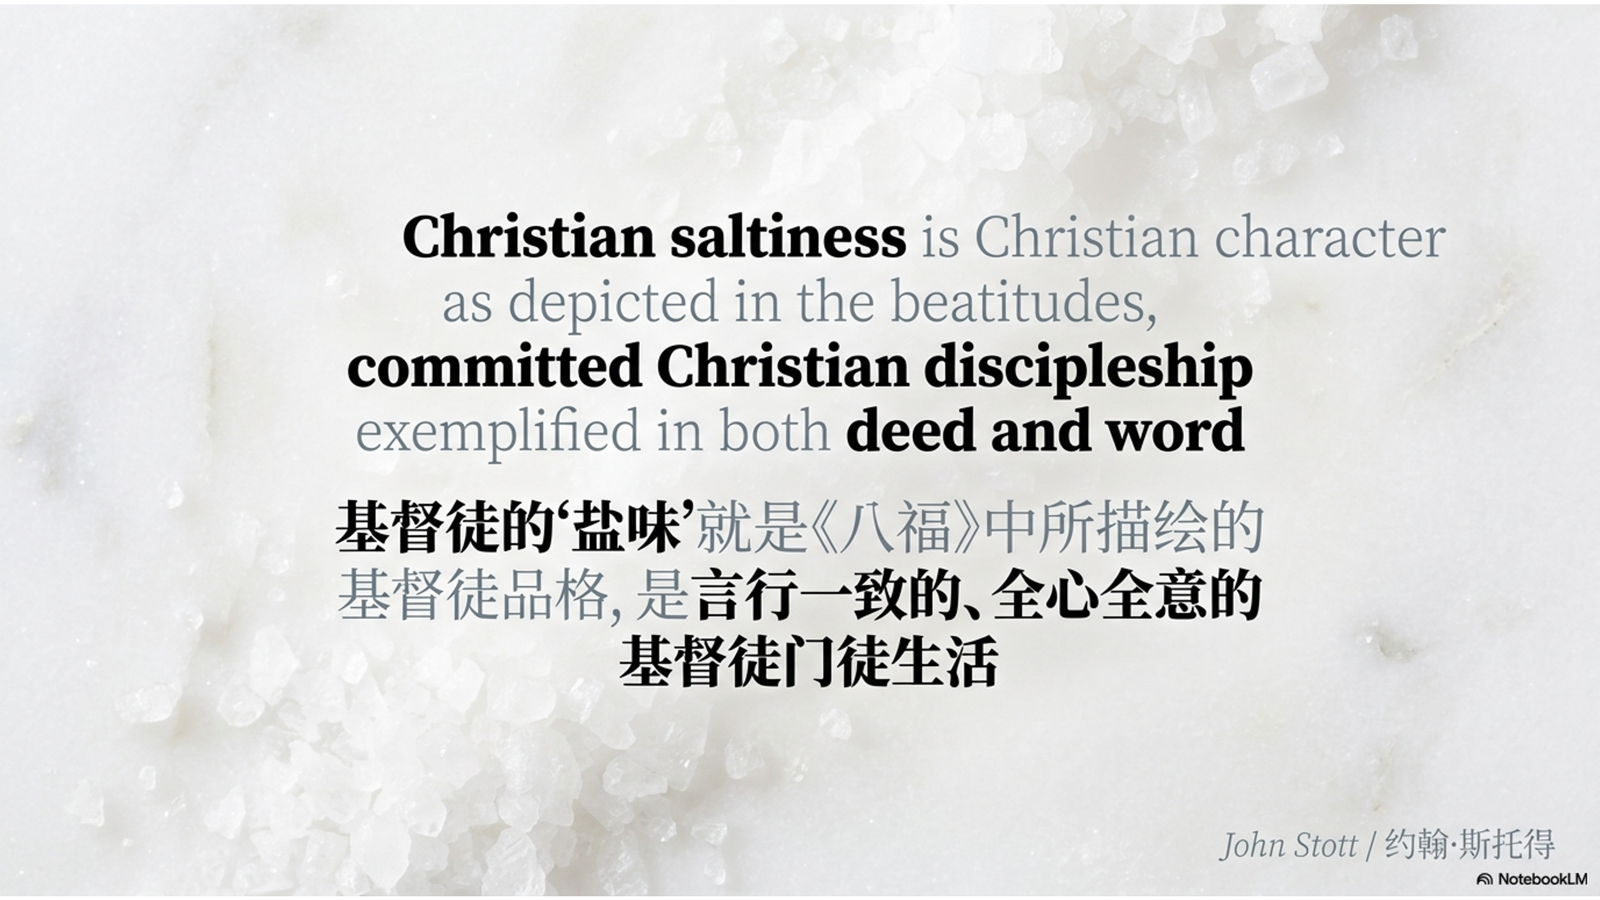 Christian saltiness is Christian character
as depicted in the beatitudes,
committed Christian discipleship
exemplified in both deed and word
基督徒的‘盐味’就是《八福》中所描绘的
基督徒品格, 是言行一致的、全心全意的
基督徒门徒生活
John Stott / 约翰·斯托得
NotebookLM